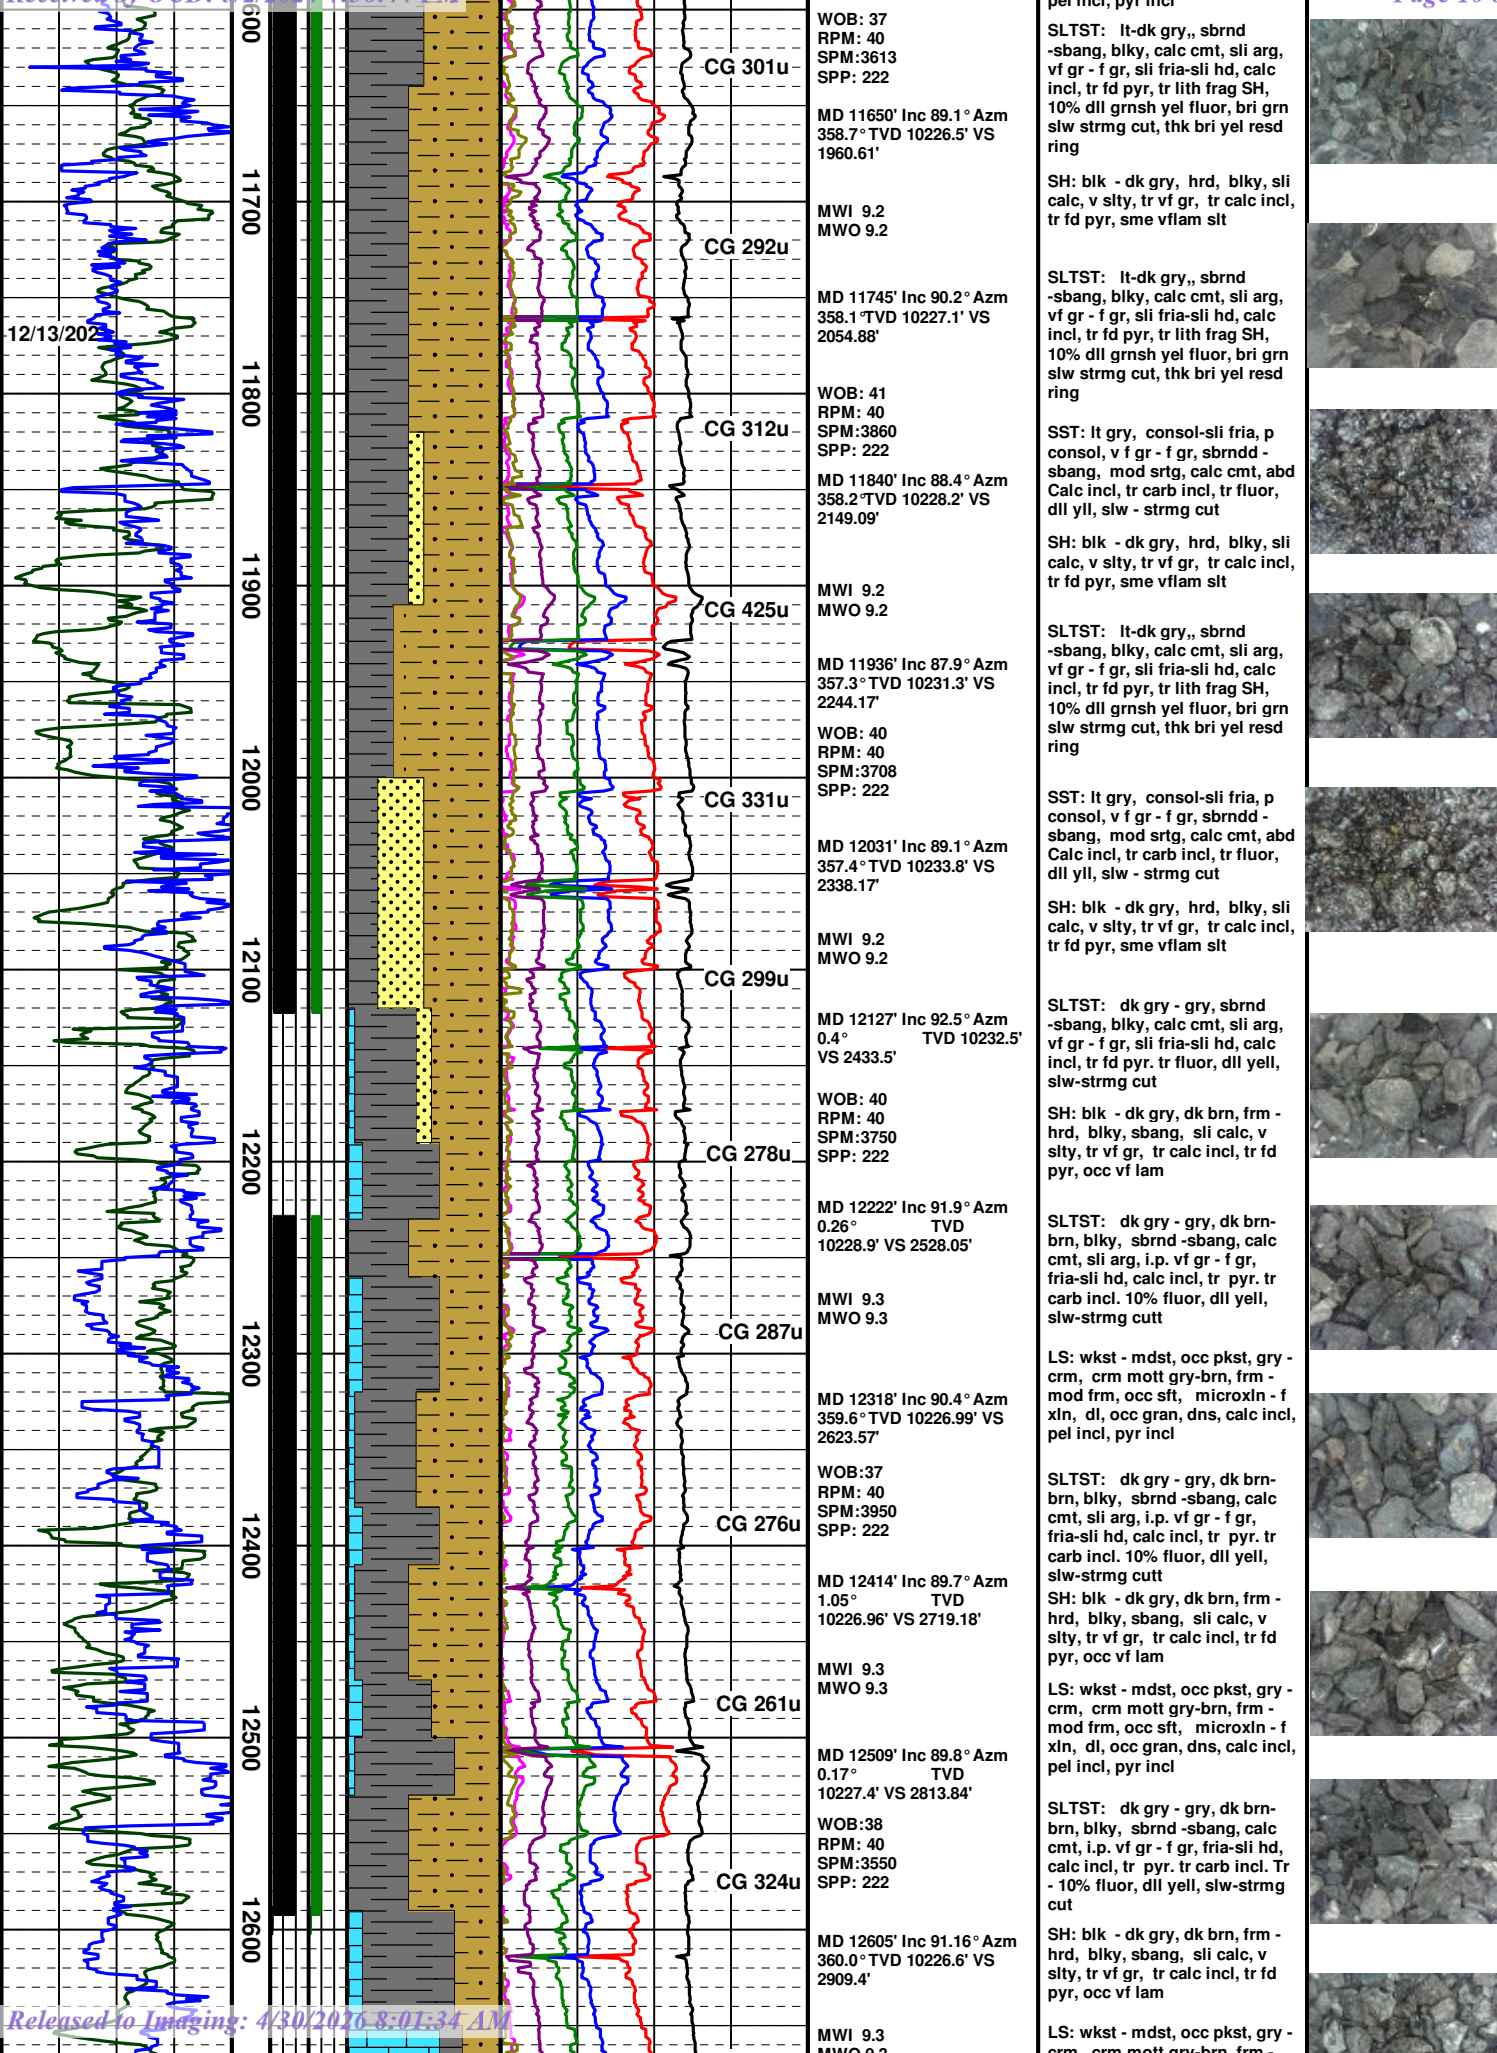 11700
11800
11900
12000
12100
12200
12300
12400
12500
12600
12/13/202
CG 301u
CG 292u
CG 312u
CG 425u
CG 331u
CG 299u
CG 278u
CG 287u
CG 276u
CG 261u
CG 324u
WOB: 37
RPM: 40
SPM:3613
SPP: 222
MD 11650' Inc 89.1° Azm
358.7° TVD 10226.5' VS
1960.61'
MWI 9.2
MWO 9.2
MD 11745' Inc 90.2° Azm
358.1° TVD 10227.1' VS
2054.88'
WOB: 41
RPM: 40
SPM:3860
SPP: 222
MD 11840' Inc 88.4° Azm
358.2° TVD 10228.2' VS
2149.09'
MWI 9.2
MWO 9.2
MD 11936' Inc 87.9° Azm
357.3° TVD 10231.3' VS
2244.17'
WOB: 40
RPM: 40
SPM:3708
SPP: 222
MD 12031' Inc 89.1° Azm
357.4° TVD 10233.8' VS
2338.17'
MWI 9.2
MWO 9.2
MD 12127' Inc 92.5° Azm
0.4° TVD 10232.5'
VS 2433.5'
WOB: 40
RPM: 40
SPM:3750
SPP: 222
MD 12222' Inc 91.9° Azm
0.26° TVD
10228.9' VS 2528.05'
MWI 9.3
MWO 9.3
MD 12318' Inc 90.4° Azm
359.6° TVD 10226.99' VS
2623.57'
WOB:37
RPM: 40
SPM:3950
SPP: 222
MD 12414' Inc 89.7° Azm
1.05° TVD
10226.96' VS 2719.18'
MWI 9.3
MWO 9.3
MD 12509' Inc 89.8° Azm
0.17° TVD
10227.4' VS 2813.84'
WOB:38
RPM: 40
SPM:3550
SPP: 222
MD 12605' Inc 91.16° Azm
360.0° TVD 10226.6' VS
2909.4'
MWI 9.3
pel incl, pyr incl
SLTST: lt-dk gry,, sbrnd
-sbang, blky, calc cmt, sli arg,
vf gr - f gr, sli fria-sli hd, calc
incl, tr fd pyr, tr lith frag SH,
10% dll grnsh yel fluor, bri grn
slw strmg cut, thk bri yel resd
ring
SH: blk - dk gry, hrd, blky, sli
calc, v slty, tr vf gr, tr calc incl,
tr fd pyr, sme vflam slt
SLTST: lt-dk gry,, sbrnd
-sbang, blky, calc cmt, sli arg,
vf gr - f gr, sli fria-sli hd, calc
incl, tr fd pyr, tr lith frag SH,
10% dll grnsh yel fluor, bri grn
slw strmg cut, thk bri yel resd
ring
SST: lt gry, consol-sli fria, p
consol, v f gr - f gr, sbrndd -
sbang, mod srtg, calc cmt, abd
Calc incl, tr carb incl, tr fluor,
dll yll, slw - strmg cut
SH: blk - dk gry, hrd, blky, sli
calc, v slty, tr vf gr, tr calc incl,
tr fd pyr, sme vflam slt
SLTST: lt-dk gry,, sbrnd
-sbang, blky, calc cmt, sli arg,
vf gr - f gr, sli fria-sli hd, calc
incl, tr fd pyr, tr lith frag SH,
10% dll grnsh yel fluor, bri grn
slw strmg cut, thk bri yel resd
ring
SST: lt gry, consol-sli fria, p
consol, v f gr - f gr, sbrndd -
sbang, mod srtg, calc cmt, abd
Calc incl, tr carb incl, tr fluor,
dll yll, slw - strmg cut
SH: blk - dk gry, hrd, blky, sli
calc, v slty, tr vf gr, tr calc incl,
tr fd pyr, sme vflam slt
SLTST: dk gry - gry, sbrnd
-sbang, blky, calc cmt, sli arg,
vf gr - f gr, sli fria-sli hd, calc
incl, tr fd pyr. tr fluor, dll yell,
slw-strmg cut
SH: blk - dk gry, dk brn, frm -
hrd, blky, sbang, sli calc, v
slty, tr vf gr, tr calc incl, tr fd
pyr, occ vf lam
SLTST: dk gry - gry, dk brn-
brn, blky, sbrnd -sbang, calc
cmt, sli arg, i.p. vf gr - f gr,
fria-sli hd, calc incl, tr pyr. tr
carb incl. 10% fluor, dll yell,
slw-strmg cutt
LS: wkst - mdst, occ pkst, gry -
crm, crm mott gry-brn, frm -
mod frm, occ sft, microxln - f
xln, dl, occ gran, dns, calc incl,
pel incl, pyr incl
SLTST: dk gry - gry, dk brn-
brn, blky, sbrnd -sbang, calc
cmt, sli arg, i.p. vf gr - f gr,
fria-sli hd, calc incl, tr pyr. tr
carb incl. 10% fluor, dll yell,
slw-strmg cutt
SH: blk - dk gry, dk brn, frm -
hrd, blky, sbang, sli calc, v
slty, tr vf gr, tr calc incl, tr fd
pyr, occ vf lam
LS: wkst - mdst, occ pkst, gry -
crm, crm mott gry-brn, frm -
mod frm, occ sft, microxln - f
xln, dl, occ gran, dns, calc incl,
pel incl, pyr incl
SLTST: dk gry - gry, dk brn-
brn, blky, sbrnd -sbang, calc
cmt, i.p. vf gr - f gr, fria-sli hd,
calc incl, tr pyr. tr carb incl. Tr
- 10% fluor, dll yell, slw-strmg
cut
SH: blk - dk gry, dk brn, frm -
hrd, blky, sbang, sli calc, v
slty, tr vf gr, tr calc incl, tr fd
pyr, occ vf lam
LS: wkst - mdst, occ pkst, gry -
crm, crm mott gry-brn, frm -
Released to Imaging: 4/30/2026 8:01:34 AM